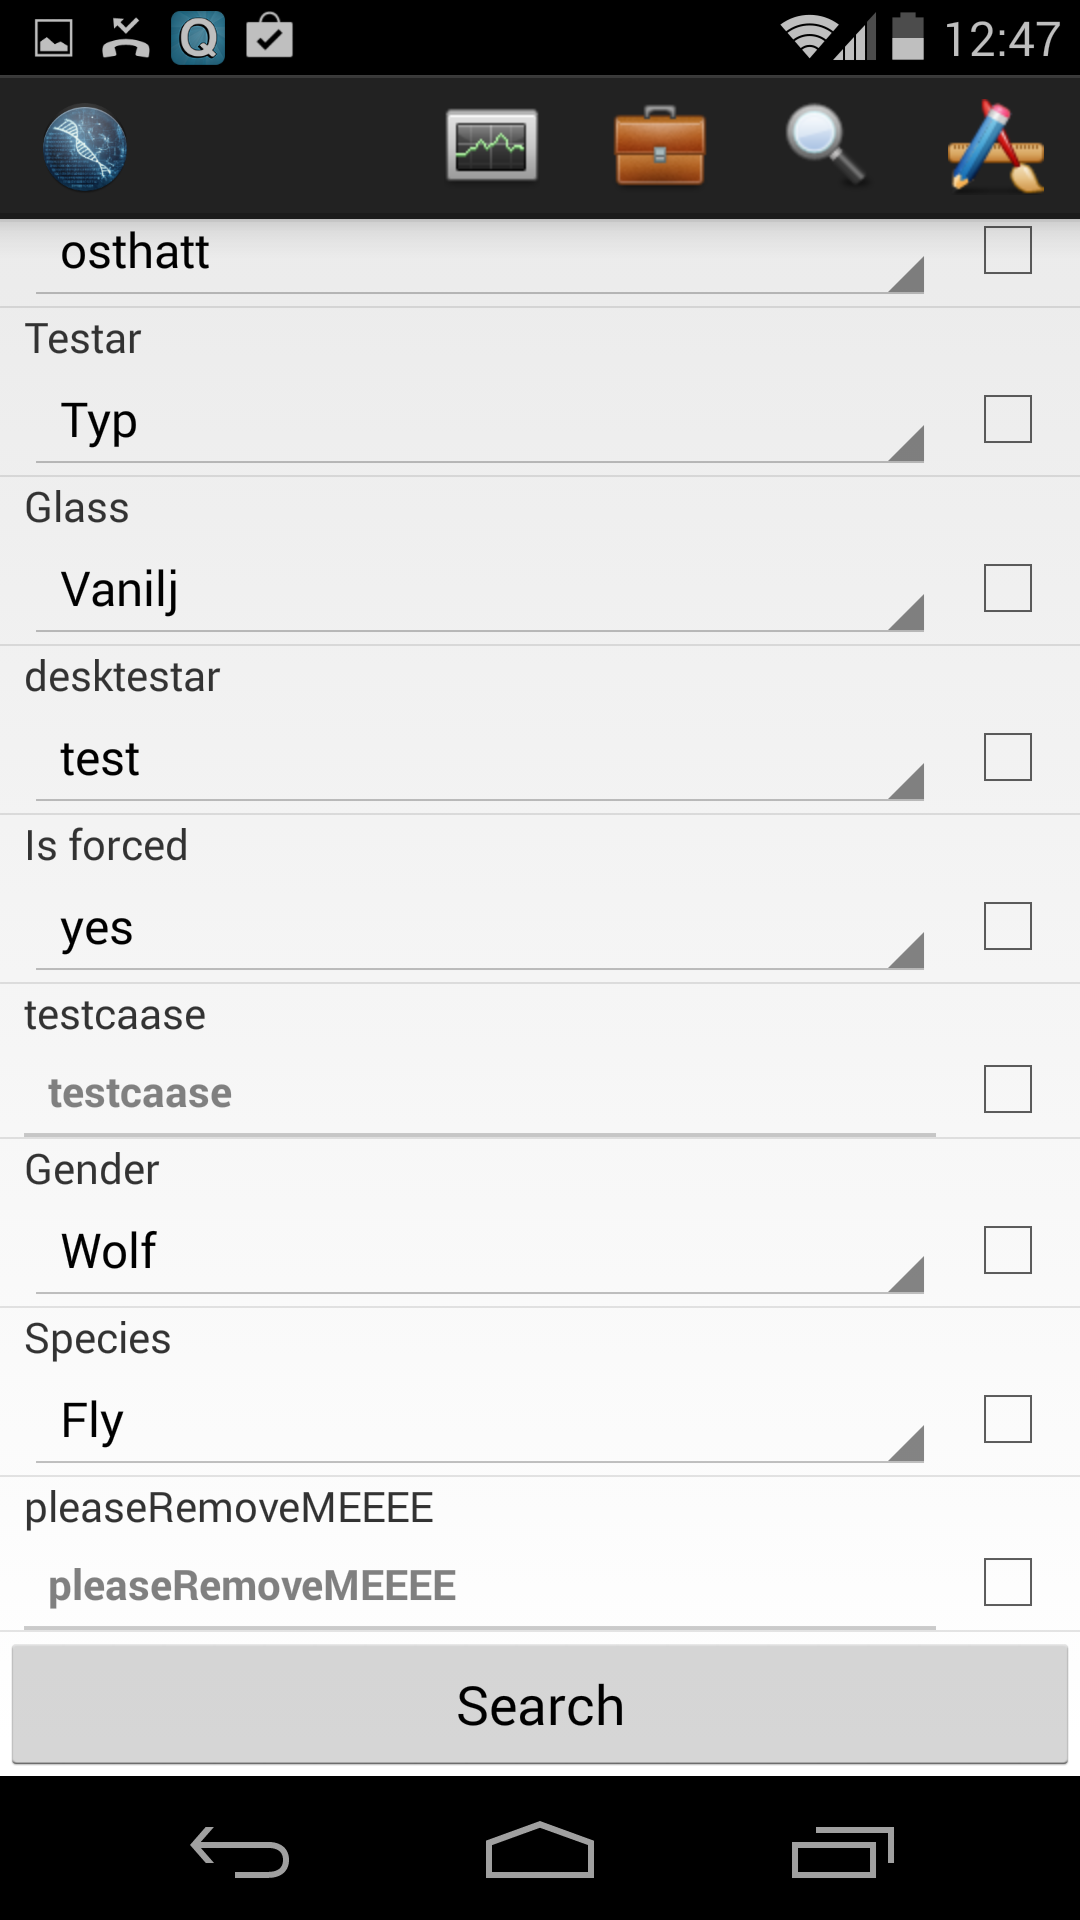 12:47
osthatt
Testar
Typ
Glass
Vanilj
desktestar
test
Is forced
yes
testcaase
testcaase
Gender
Wolf
Species
Fly
pleaseRemoveMEEEE
pleaseRemoveMEEEE
Search